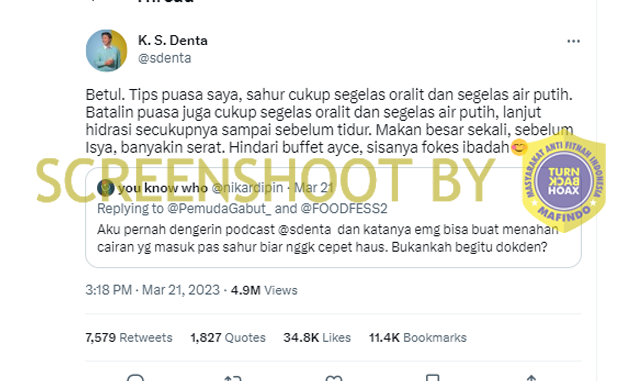 Thread
K. S. Denta
@sdenta
Betul. Tips puasa saya, sahur cukup segelas oralit dan segelas air putih.
Batalin puasa juga cukup segelas oralit dan segelas air putih, lanjut
hidrasi secukupnya sampai sebelum tidur. Makan besar sekali, sebelum
Isya, banyakin serat. Hindari buffet ayce, sisanya fokes ibadah😊
SCREENSHOOT BY
MASYARAKAT ANTI FITNAH INDONESIA
TURN
BACK
HOAX
MAFINDO
you know who @nikardipin · Mar 21
Replying to @PemudaGabut_ and @FOODFESS2
Aku pernah dengerin podcast @sdenta dan katanya emg bisa buat menahan
cairan yg masuk pas sahur biar nggk cepet haus. Bukankah begitu dokden?
3:18 PM · Mar 21, 2023 · 4.9M Views
7,579 Retweets 1,827 Quotes 34.8K Likes 11.4K Bookmarks